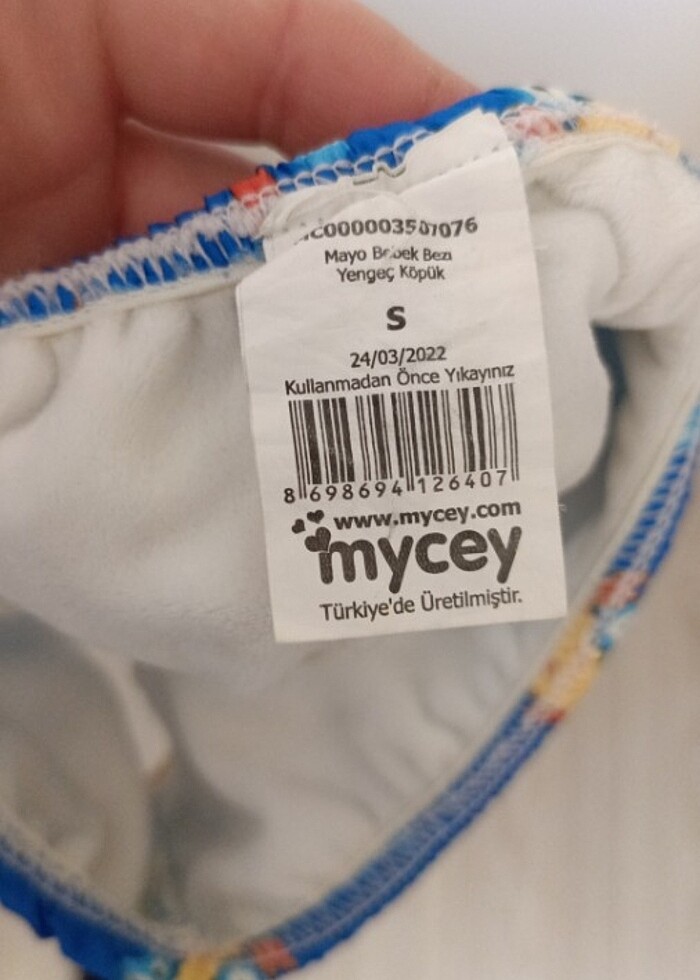 C000003507076
Mayo Bebek Bezi
Yengeç Köpük
S
24/03/2022
Kullanmadan Önce Yıkayınız
8 698694 126407
www.mycey.com
mycey
Türkiye'de Üretilmiştir.